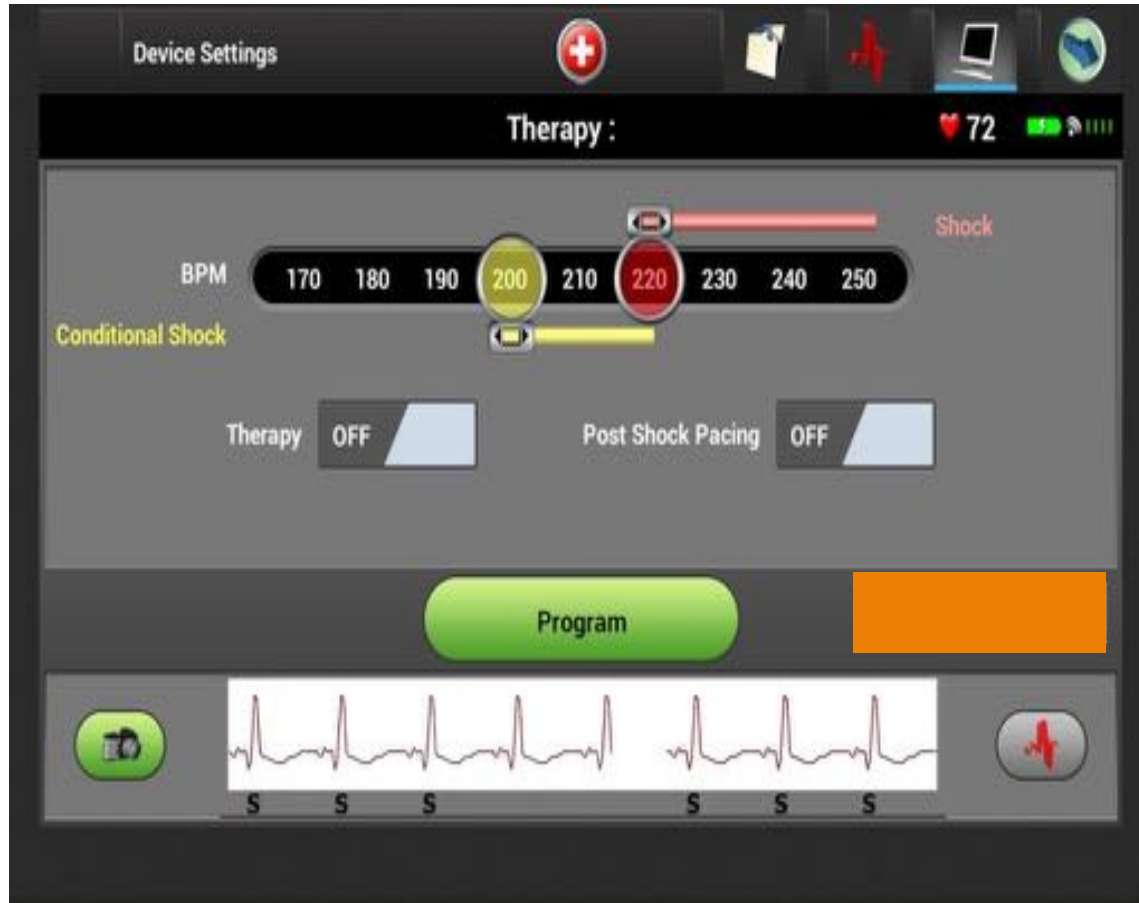 Device Settings
Therapy :
72
Shock
BPM 170 180 190 200 210 220 230 240 250
Conditional Shock
Therapy OFF Post Shock Pacing OFF
Program
S S S S S S